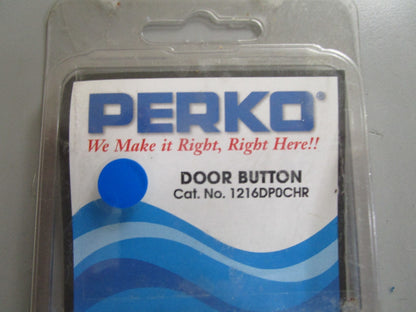 PERKO®
We Make it Right, Right Here!!
DOOR BUTTON
Cat. No. 1216DP0CHR